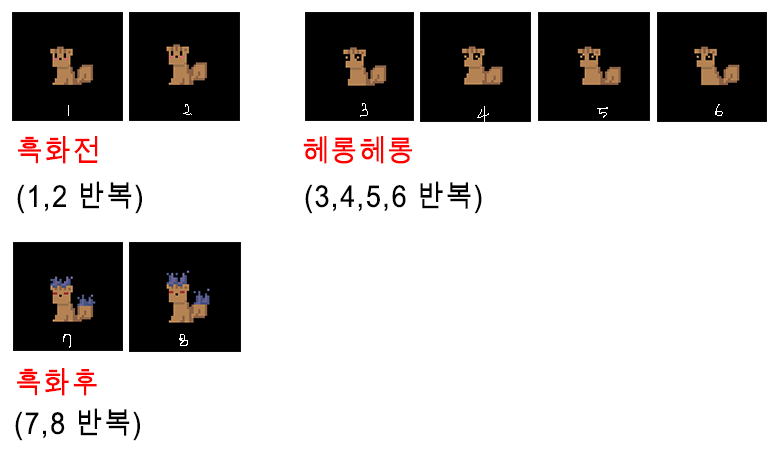 1 2
흑화전
(1,2 반복)
3 4 5 6
헤롱헤롱
(3,4,5,6 반복)
7 8
흑화후
(7,8 반복)